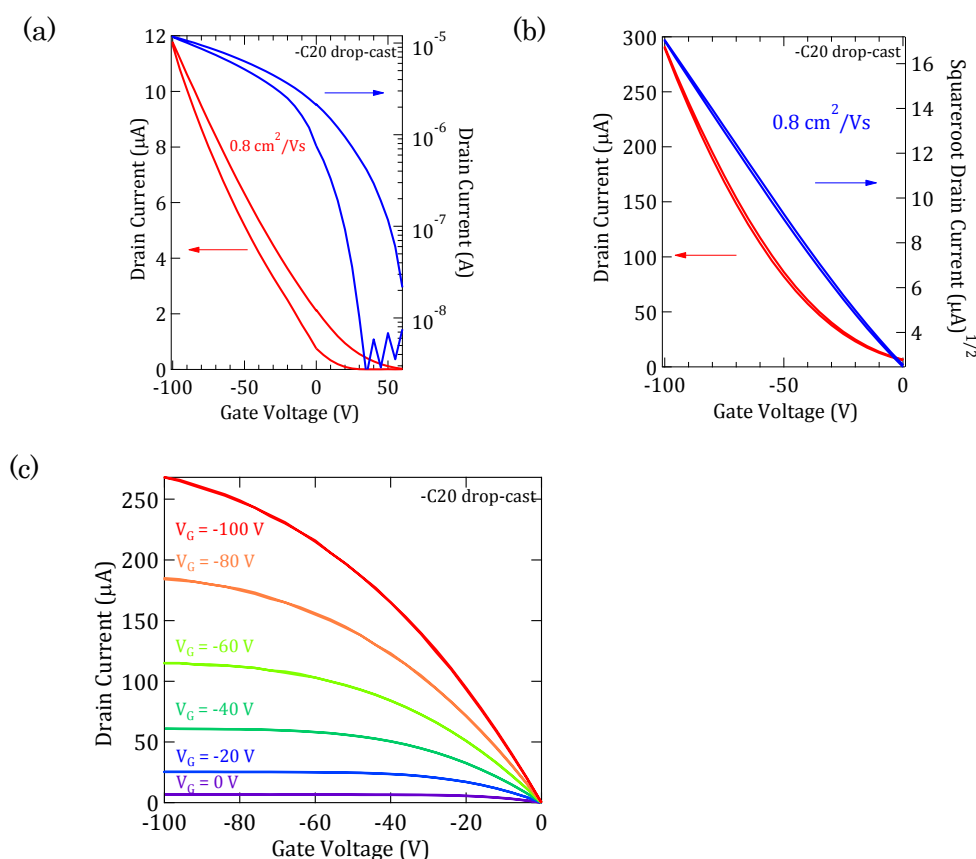 (a)
-C20 drop-cast
0.8 cm²/Vs
Drain Current (µA)
12
10
8
6
4
2
0
10⁻⁵
10⁻⁶
10⁻⁷
10⁻⁸
Drain Current (A)
-100
-50
0
50
Gate Voltage (V)
(b)
-C20 drop-cast
0.8 cm²/Vs
Drain Current (µA)
300
250
200
150
100
50
0
16
14
12
10
8
6
4
Squareroot Drain Current (µA)^1/2
-100
-50
0
Gate Voltage (V)
(c)
-C20 drop-cast
Drain Current (µA)
250
200
150
100
50
0
V_G = -100 V
V_G = -80 V
V_G = -60 V
V_G = -40 V
V_G = -20 V
V_G = 0 V
-100
-80
-60
-40
-20
0
Gate Voltage (V)